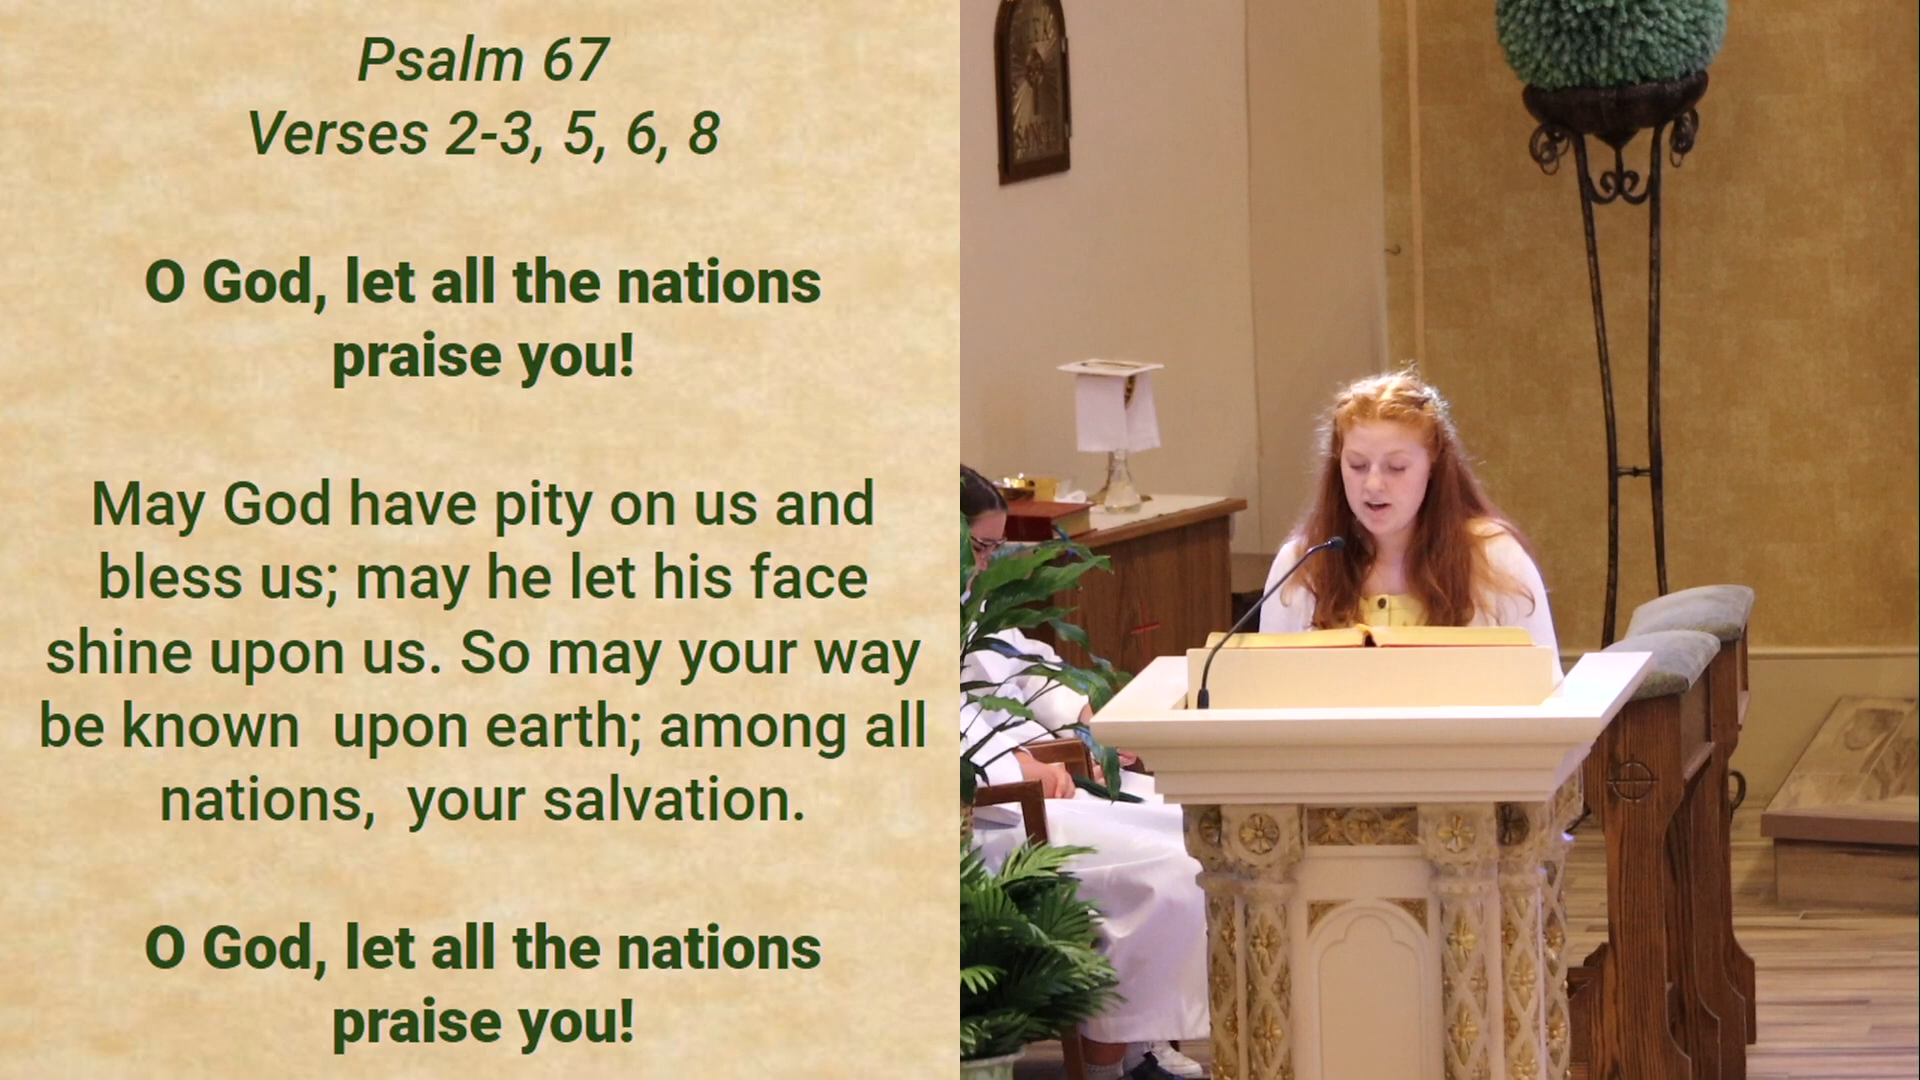 Psalm 67
Verses 2-3, 5, 6, 8
O God, let all the nations
praise you!
May God have pity on us and
bless us; may he let his face
shine upon us. So may your way
be known  upon earth; among all
nations,  your salvation.
O God, let all the nations
praise you!
SANCTA